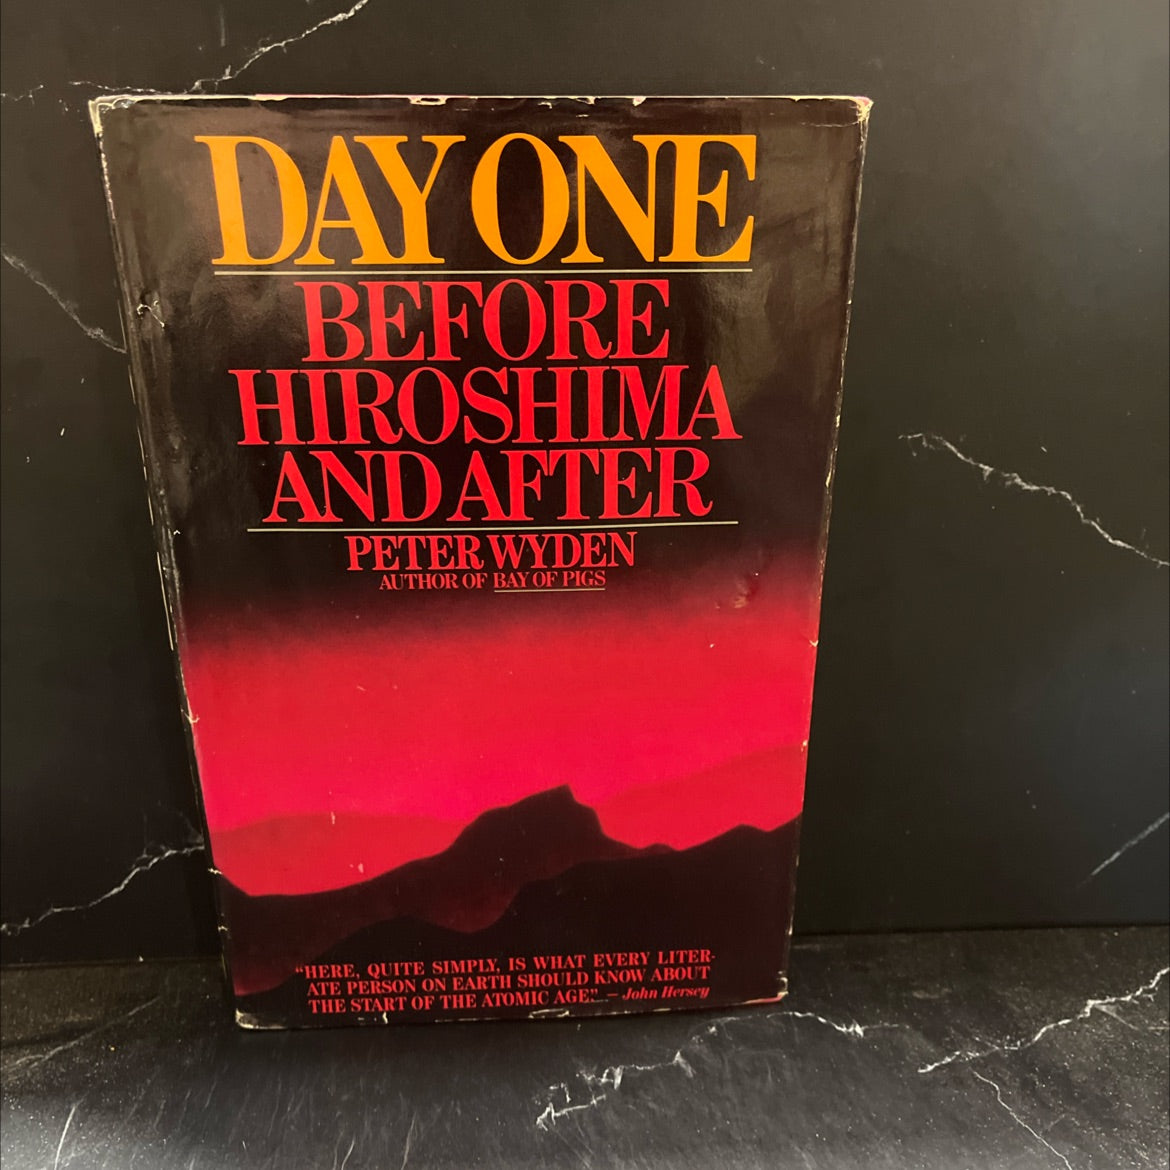 DAY ONE
BEFORE
HIROSHIMA
AND AFTER
PETER WYDEN
AUTHOR OF BAY OF PIGS
"HERE, QUITE SIMPLY, IS WHAT EVERY LITER-
ATE PERSON ON EARTH SHOULD KNOW ABOUT
THE START OF THE ATOMIC AGE." — John Hersey